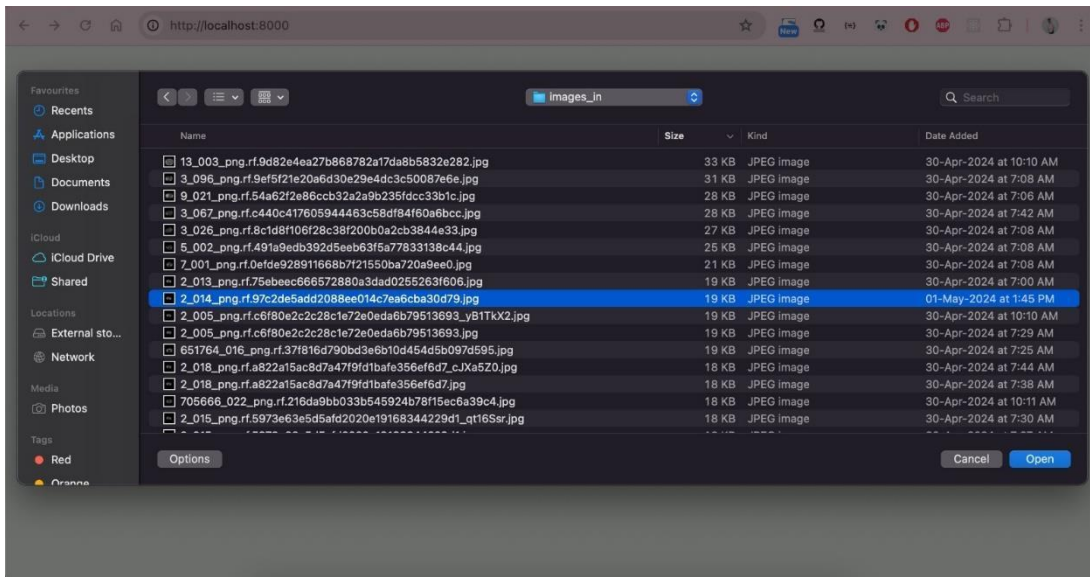 http://localhost:8000
New
ABP
Favourites
Recents
Applications
Desktop
Documents
Downloads
iCloud
iCloud Drive
Shared
Locations
External sto...
Network
Media
Photos
Tags
Red
Orange
images_in
Search
Name Size Kind Date Added
13_003_png.rf.9d82e4ea27b868782a17da8b5832e282.jpg 33 KB JPEG image 30-Apr-2024 at 10:10 AM
3_096_png.rf.9ef5f21e20a6d30e29e4dc3c50087e6e.jpg 31 KB JPEG image 30-Apr-2024 at 7:08 AM
9_021_png.rf.54a62f2e86ccb32a2a9b235fdcc33b1c.jpg 28 KB JPEG image 30-Apr-2024 at 7:06 AM
3_067_png.rf.c440c417605944463c58df84f60a6bcc.jpg 28 KB JPEG image 30-Apr-2024 at 7:42 AM
3_026_png.rf.8c1d8f106f28c38f200b0a2cb3844e33.jpg 27 KB JPEG image 30-Apr-2024 at 7:08 AM
5_002_png.rf.491a9edb392d5eeb63f5a77833138c44.jpg 25 KB JPEG image 30-Apr-2024 at 7:08 AM
7_001_png.rf.0efde928911668b7f21550ba720a9ee0.jpg 21 KB JPEG image 30-Apr-2024 at 7:08 AM
2_013_png.rf.75ebeec666572880a3dad0255263f606.jpg 19 KB JPEG image 30-Apr-2024 at 7:00 AM
2_014_png.rf.97c2de5add2088ee014c7ea6cba30d79.jpg 19 KB JPEG image 01-May-2024 at 1:45 PM
2_005_png.rf.c6f80e2c2c28c1e72e0eda6b79513693_yB1TkX2.jpg 19 KB JPEG image 30-Apr-2024 at 10:10 AM
2_005_png.rf.c6f80e2c2c28c1e72e0eda6b79513693.jpg 19 KB JPEG image 30-Apr-2024 at 7:29 AM
651764_016_png.rf.37f816d790bd3e6b10d454d5b097d595.jpg 19 KB JPEG image 30-Apr-2024 at 7:25 AM
2_018_png.rf.a822a15ac8d7a47f9fd1bafe356ef6d7_cJXa5Z0.jpg 18 KB JPEG image 30-Apr-2024 at 7:44 AM
2_018_png.rf.a822a15ac8d7a47f9fd1bafe356ef6d7.jpg 18 KB JPEG image 30-Apr-2024 at 7:38 AM
705666_022_png.rf.216da9bb033b545924b78f15ec6a39c4.jpg 18 KB JPEG image 30-Apr-2024 at 10:11 AM
2_015_png.rf.5973e63e5d5afd2020e19168344229d1_qt16Ssr.jpg 18 KB JPEG image 30-Apr-2024 at 7:30 AM
Options
Cancel Open